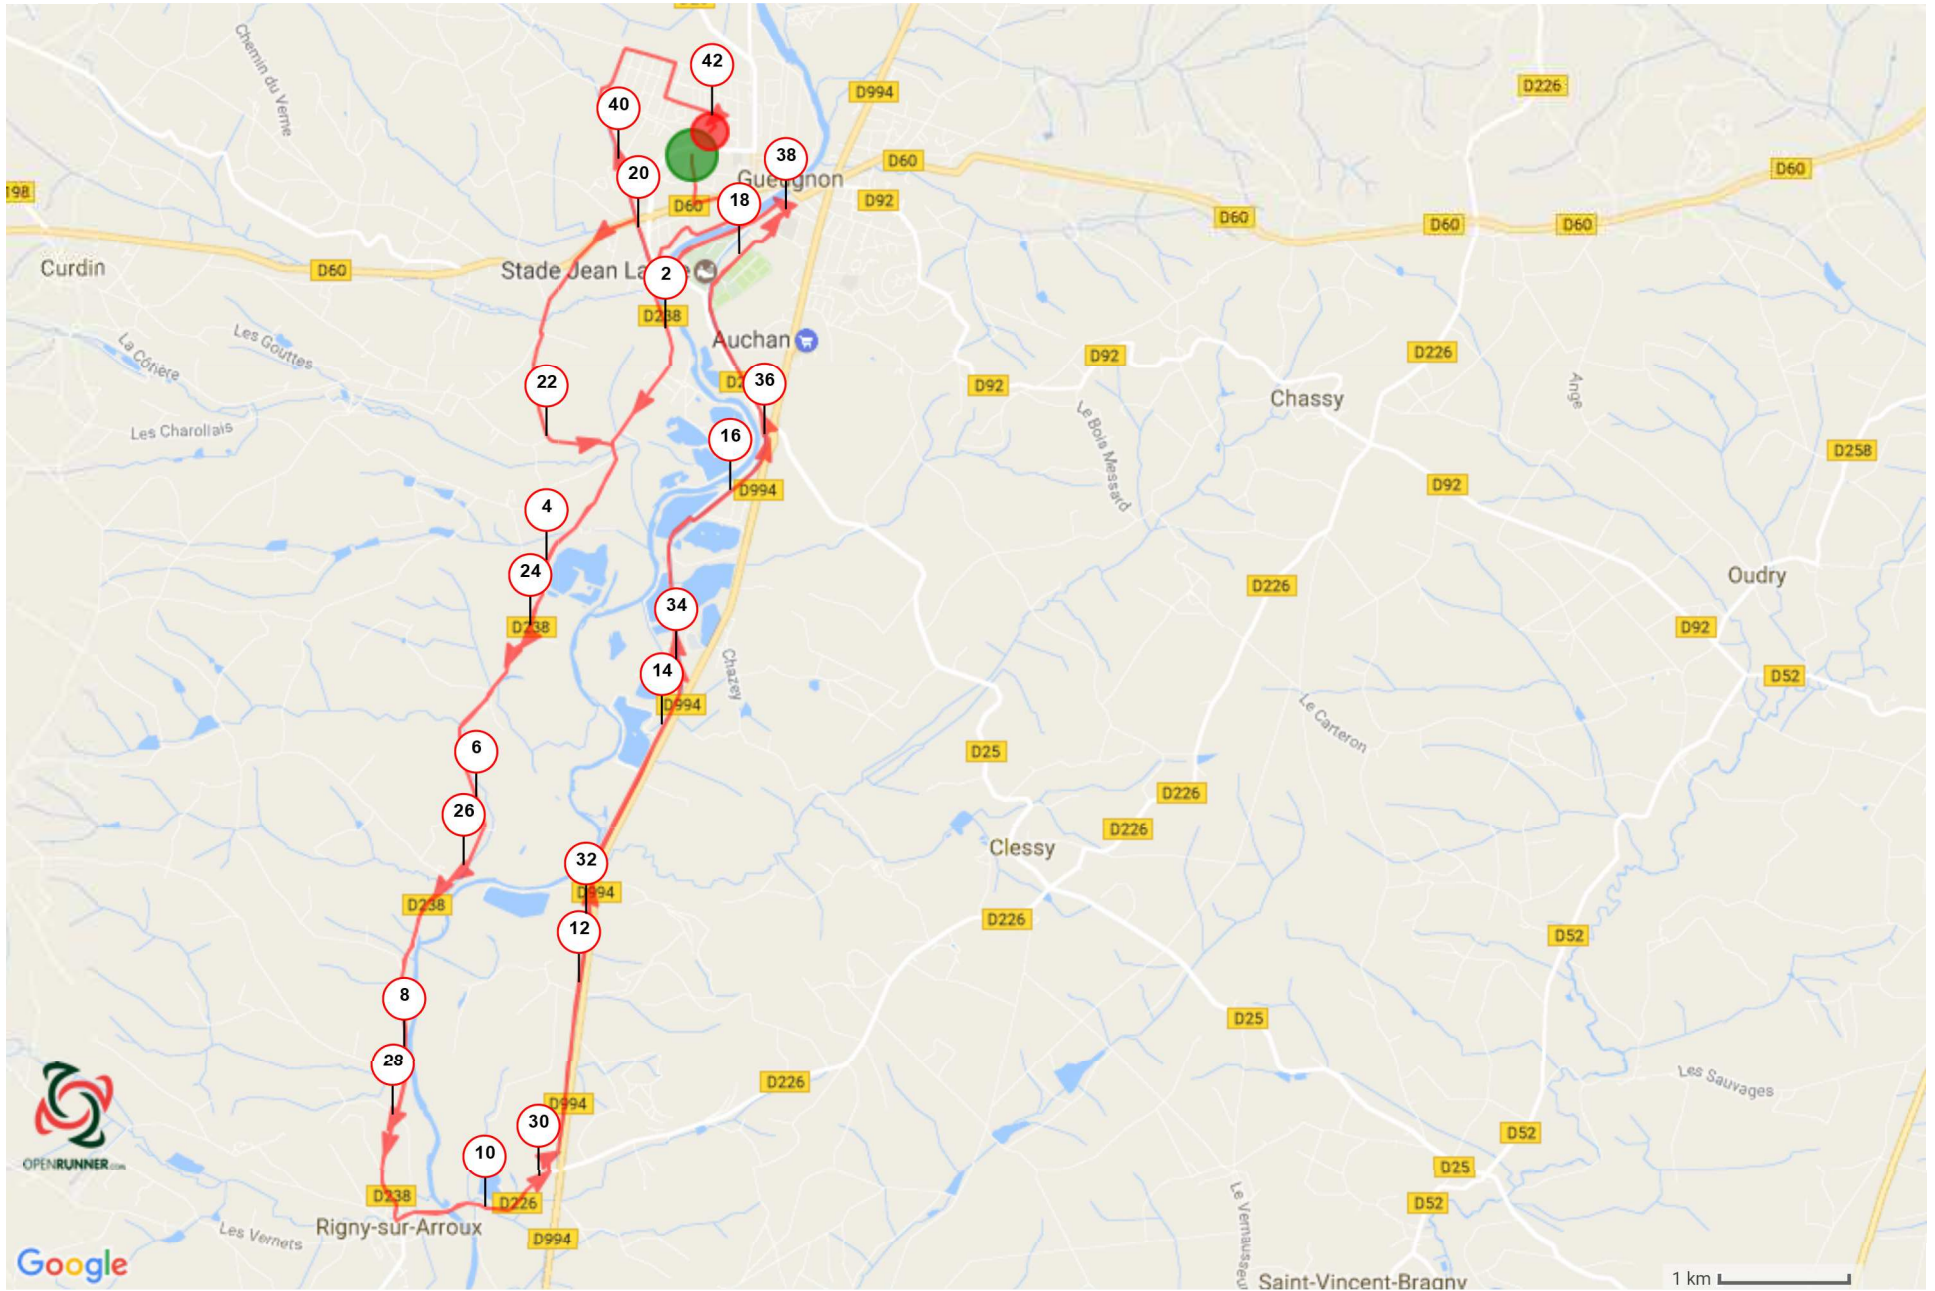 Chemin du Verne
42
D994
D226
40
38
D60
D60
198
20
Gueugnon
D92
18
D60
D60
D60
D60
Curdin
D60
Stade Jean La
2
D238
Les Gouttes
La Côrière
Auchan
D92
D226
22
36
D92
Chassy
Ange
Les Charollais
16
Le Bois Messard
D258
D994
D92
4
24
D226
Oudry
34
D238
D92
14
Chazey
D52
D994
Le Carteron
6
D25
26
D226
D226
Clessy
32
D994
D238
12
D226
D52
8
D25
28
Les Sauvages
D226
D994
30
D52
10
OPENRUNNER.COM
D25
D238
D226
D52
Rigny-sur-Arroux
Les Vernets
D994
Google
Saint-Vincent-Bragny
1 km